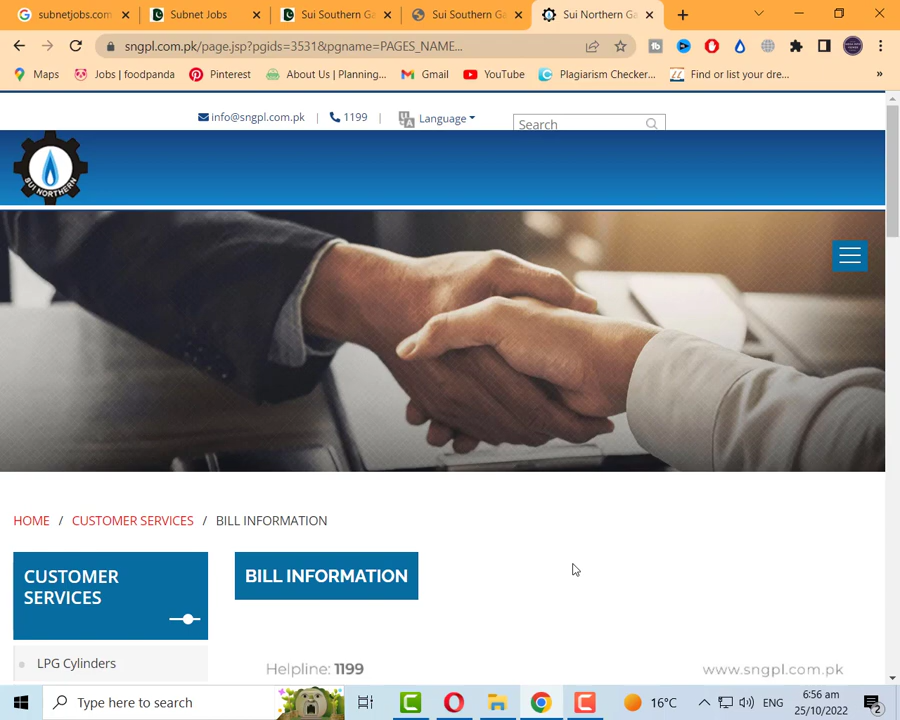 subnetjobs.com
Subnet Jobs
Sui Southern Ga
Sui Southern Ga
Sui Northern Ga
sngpl.com.pk/page.jsp?pgids=3531&pgname=PAGES_NAME...
Maps
Jobs | foodpanda
Pinterest
About Us | Planning...
Gmail
YouTube
Plagiarism Checker...
Find or list your dre...
»
info@sngpl.com.pk | 1199 | Language
Search
SUI NORTHERN
HOME / CUSTOMER SERVICES / BILL INFORMATION
CUSTOMER
SERVICES
BILL INFORMATION
LPG Cylinders
Helpline: 1199
www.sngpl.com.pk
Type here to search
16°C
ENG
6:56 am
25/10/2022
2